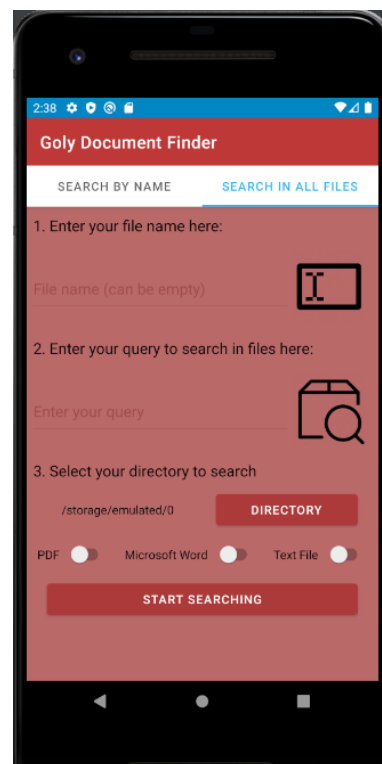 2:38
Goly Document Finder
SEARCH BY NAME SEARCH IN ALL FILES
1. Enter your file name here:
File name (can be empty)
2. Enter your query to search in files here:
Enter your query
3. Select your directory to search
/storage/emulated/0 DIRECTORY
PDF Microsoft Word Text File
START SEARCHING